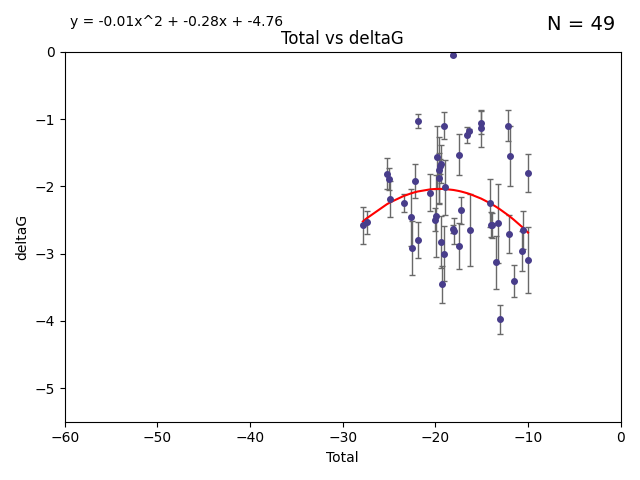 y = -0.01x^2 + -0.28x + -4.76
N = 49
Total vs deltaG
deltaG
0
−1
−2
−3
−4
−5
−60
−50
−40
−30
−20
−10
0
Total